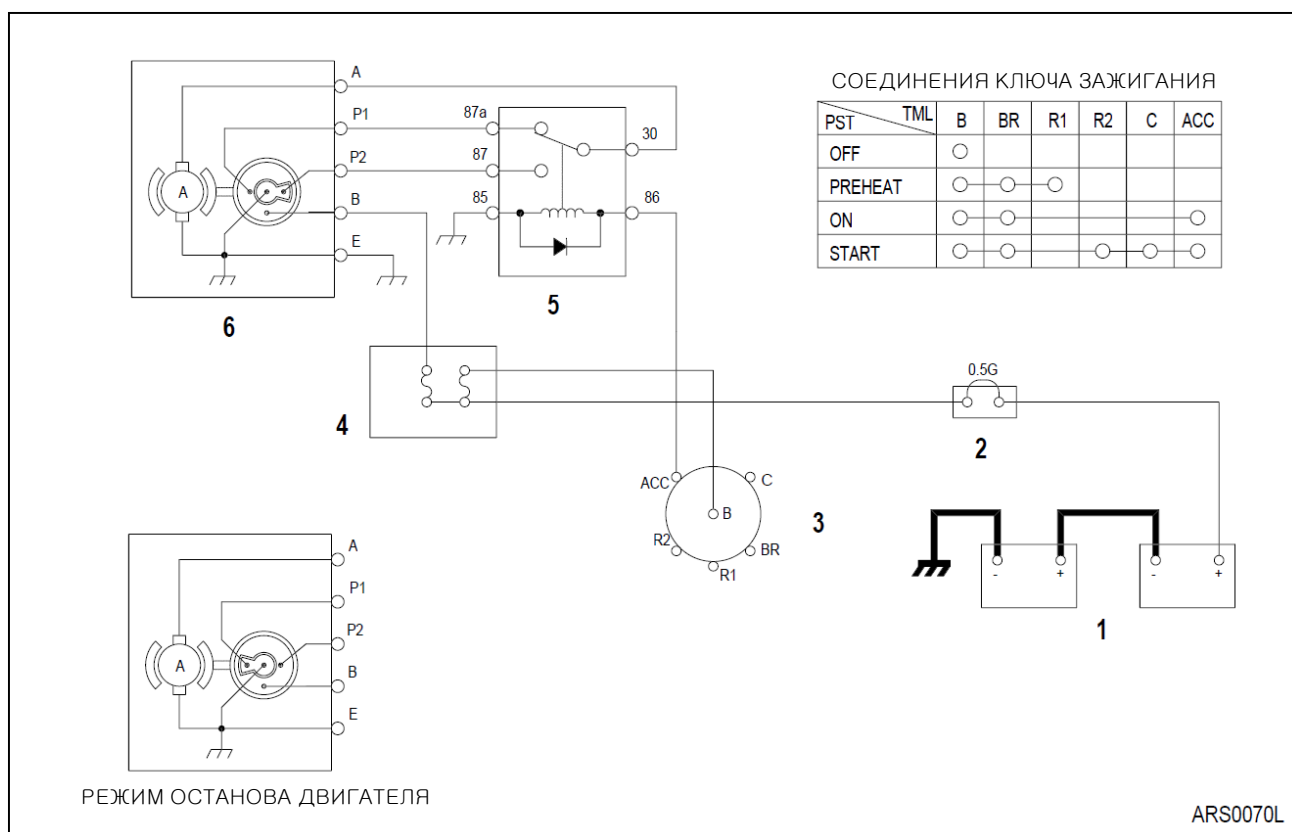 A
P1
P2
B
E
A
6
87a
87
85
30
86
5
СОЕДИНЕНИЯ КЛЮЧА ЗАЖИГАНИЯ
PST TML B BR R1 R2 C ACC
OFF
PREHEAT
ON
START
4
0.5G
2
ACC
C
B
R2
BR
R1
3
- + - +
1
A
P1
P2
B
E
A
РЕЖИМ ОСТАНОВА ДВИГАТЕЛЯ
ARS0070L